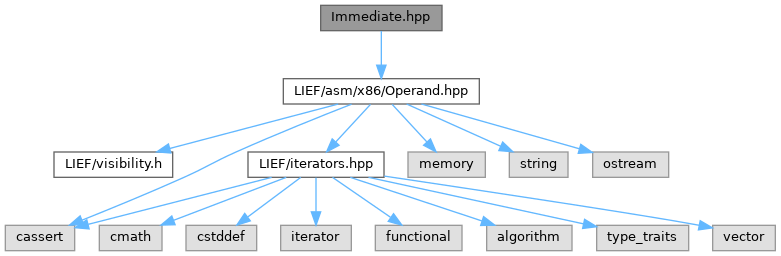 Immediate.hpp
LIEF/asm/x86/Operand.hpp
LIEF/visibility.h
LIEF/iterators.hpp
memory
string
ostream
cassert
cmath
cstddef
iterator
functional
algorithm
type_traits
vector